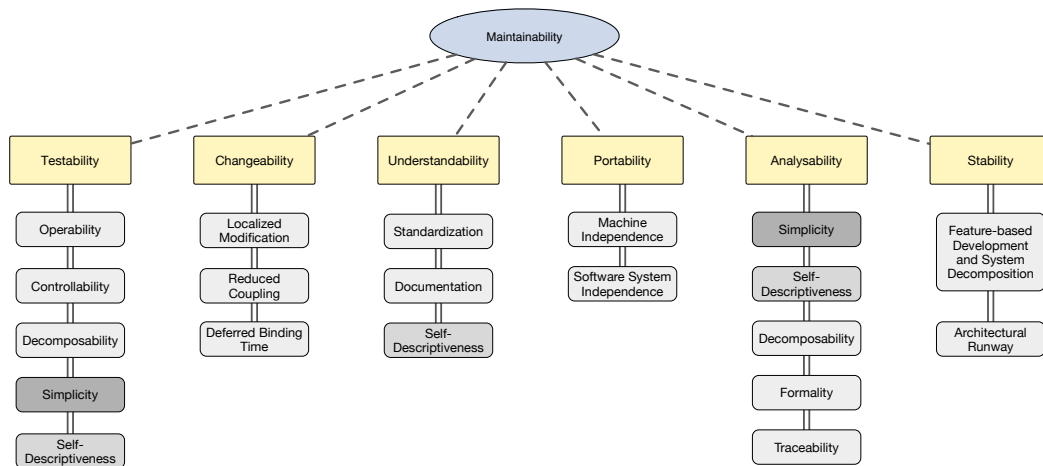 Maintainability
Testability
Changeability
Understandability
Portability
Analysability
Stability
Operability
Controllability
Decomposability
Simplicity
Self-
Descriptiveness
Localized
Modification
Reduced
Coupling
Deferred Binding
Time
Standardization
Documentation
Self-
Descriptiveness
Machine
Independence
Software System
Independence
Simplicity
Self-
Descriptiveness
Decomposability
Formality
Traceability
Feature-based
Development
and System
Decomposition
Architectural
Runway